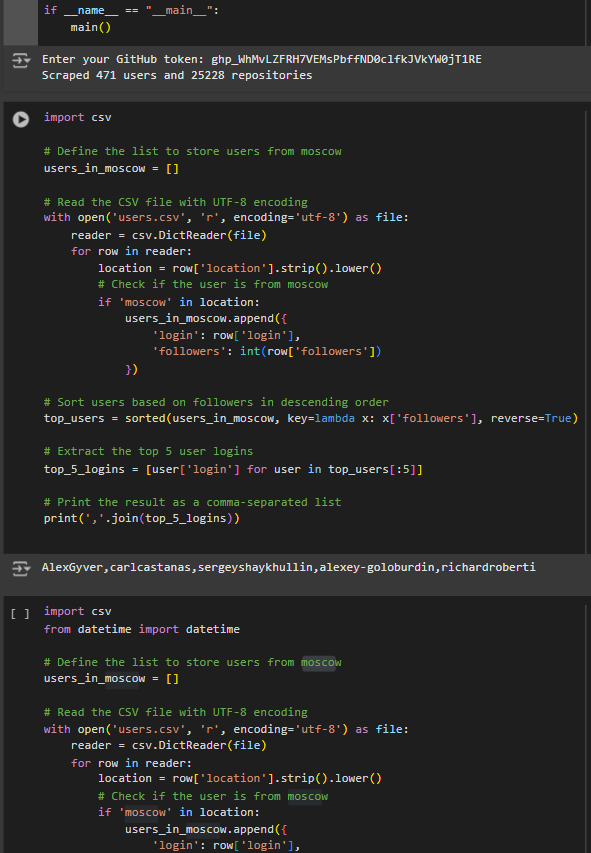 if __name__ == "__main__":
    main()
Enter your GitHub token:
Scraped 471 users and 25228 repositories
import csv
# Define the list to store users from moscow
users_in_moscow = []
# Read the CSV file with UTF-8 encoding
with open('users.csv', 'r', encoding='utf-8') as file:
    reader = csv.DictReader(file)
    for row in reader:
        location = row['location'].strip().lower()
        # Check if the user is from moscow
        if 'moscow' in location:
            users_in_moscow.append({
                'login': row['login'],
                'followers': int(row['followers'])
            })
# Sort users based on followers in descending order
top_users = sorted(users_in_moscow, key=lambda x: x['followers'], reverse=True)
# Extract the top 5 user logins
top_5_logins = [user['login'] for user in top_users[:5]]
# Print the result as a comma-separated list
print(','.join(top_5_logins))
AlexGyver,carlcastanas,sergeyshaykhullin,alexey-goloburdin,richardroberti
[ ] import csv
from datetime import datetime
# Define the list to store users from moscow
users_in_moscow = []
# Read the CSV file with UTF-8 encoding
with open('users.csv', 'r', encoding='utf-8') as file:
    reader = csv.DictReader(file)
    for row in reader:
        location = row['location'].strip().lower()
        # Check if the user is from moscow
        if 'moscow' in location:
            users_in_moscow.append({
                'login': row['login'],